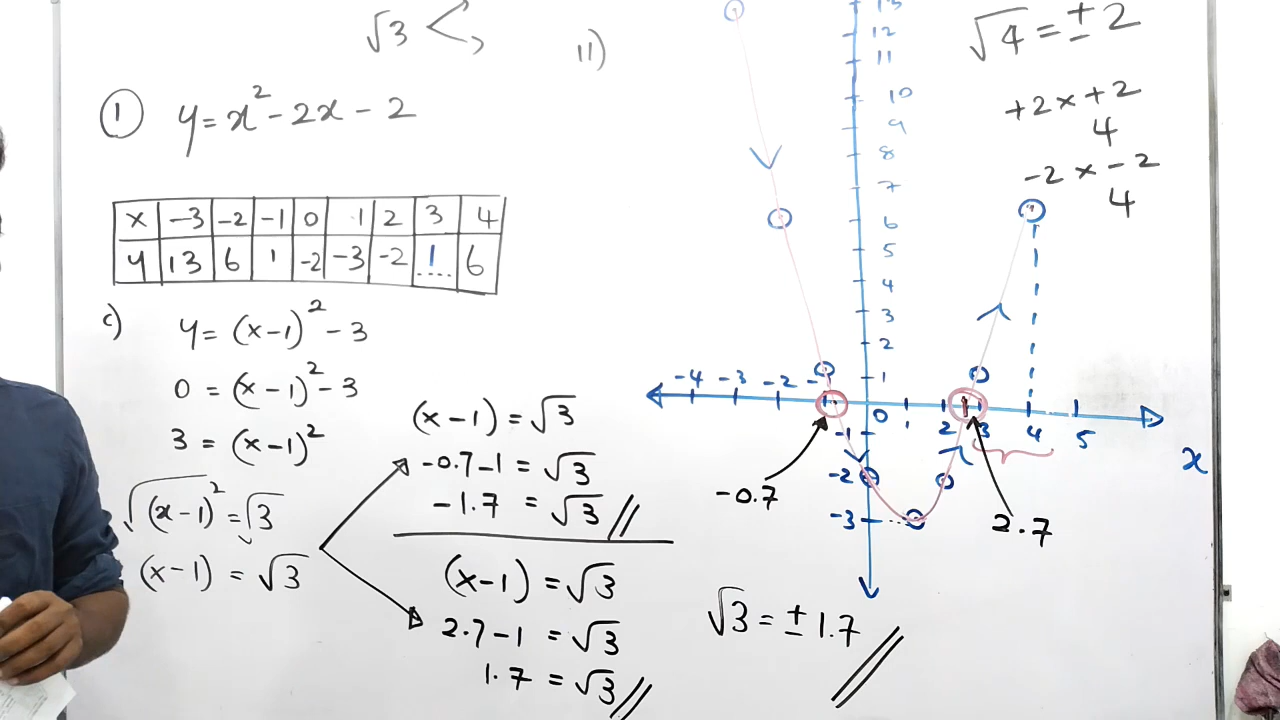 √3 <
① y = x² - 2x - 2
x -3 -2 -1 0 1 2 3 4
y 13 6 1 -2 -3 -2 1 6
c) y = (x-1)² - 3
0 = (x-1)² - 3
3 = (x-1)²
√(x-1)² = √3
(x-1) = √3
(x-1) = √3
-0.7-1 = √3
-1.7 = √3 //
(x-1) = √3
2.7-1 = √3
1.7 = √3 //
11)
13
12
11
10
9
8
7
6
5
4
3
2
1
-4 -3 -2 -1 0 1 2 3 4 5
x
-1
-2
-3
-0.7
2.7
√3 = ± 1.7 //
√4 = ± 2
+2 x +2
4
-2 x -2
4